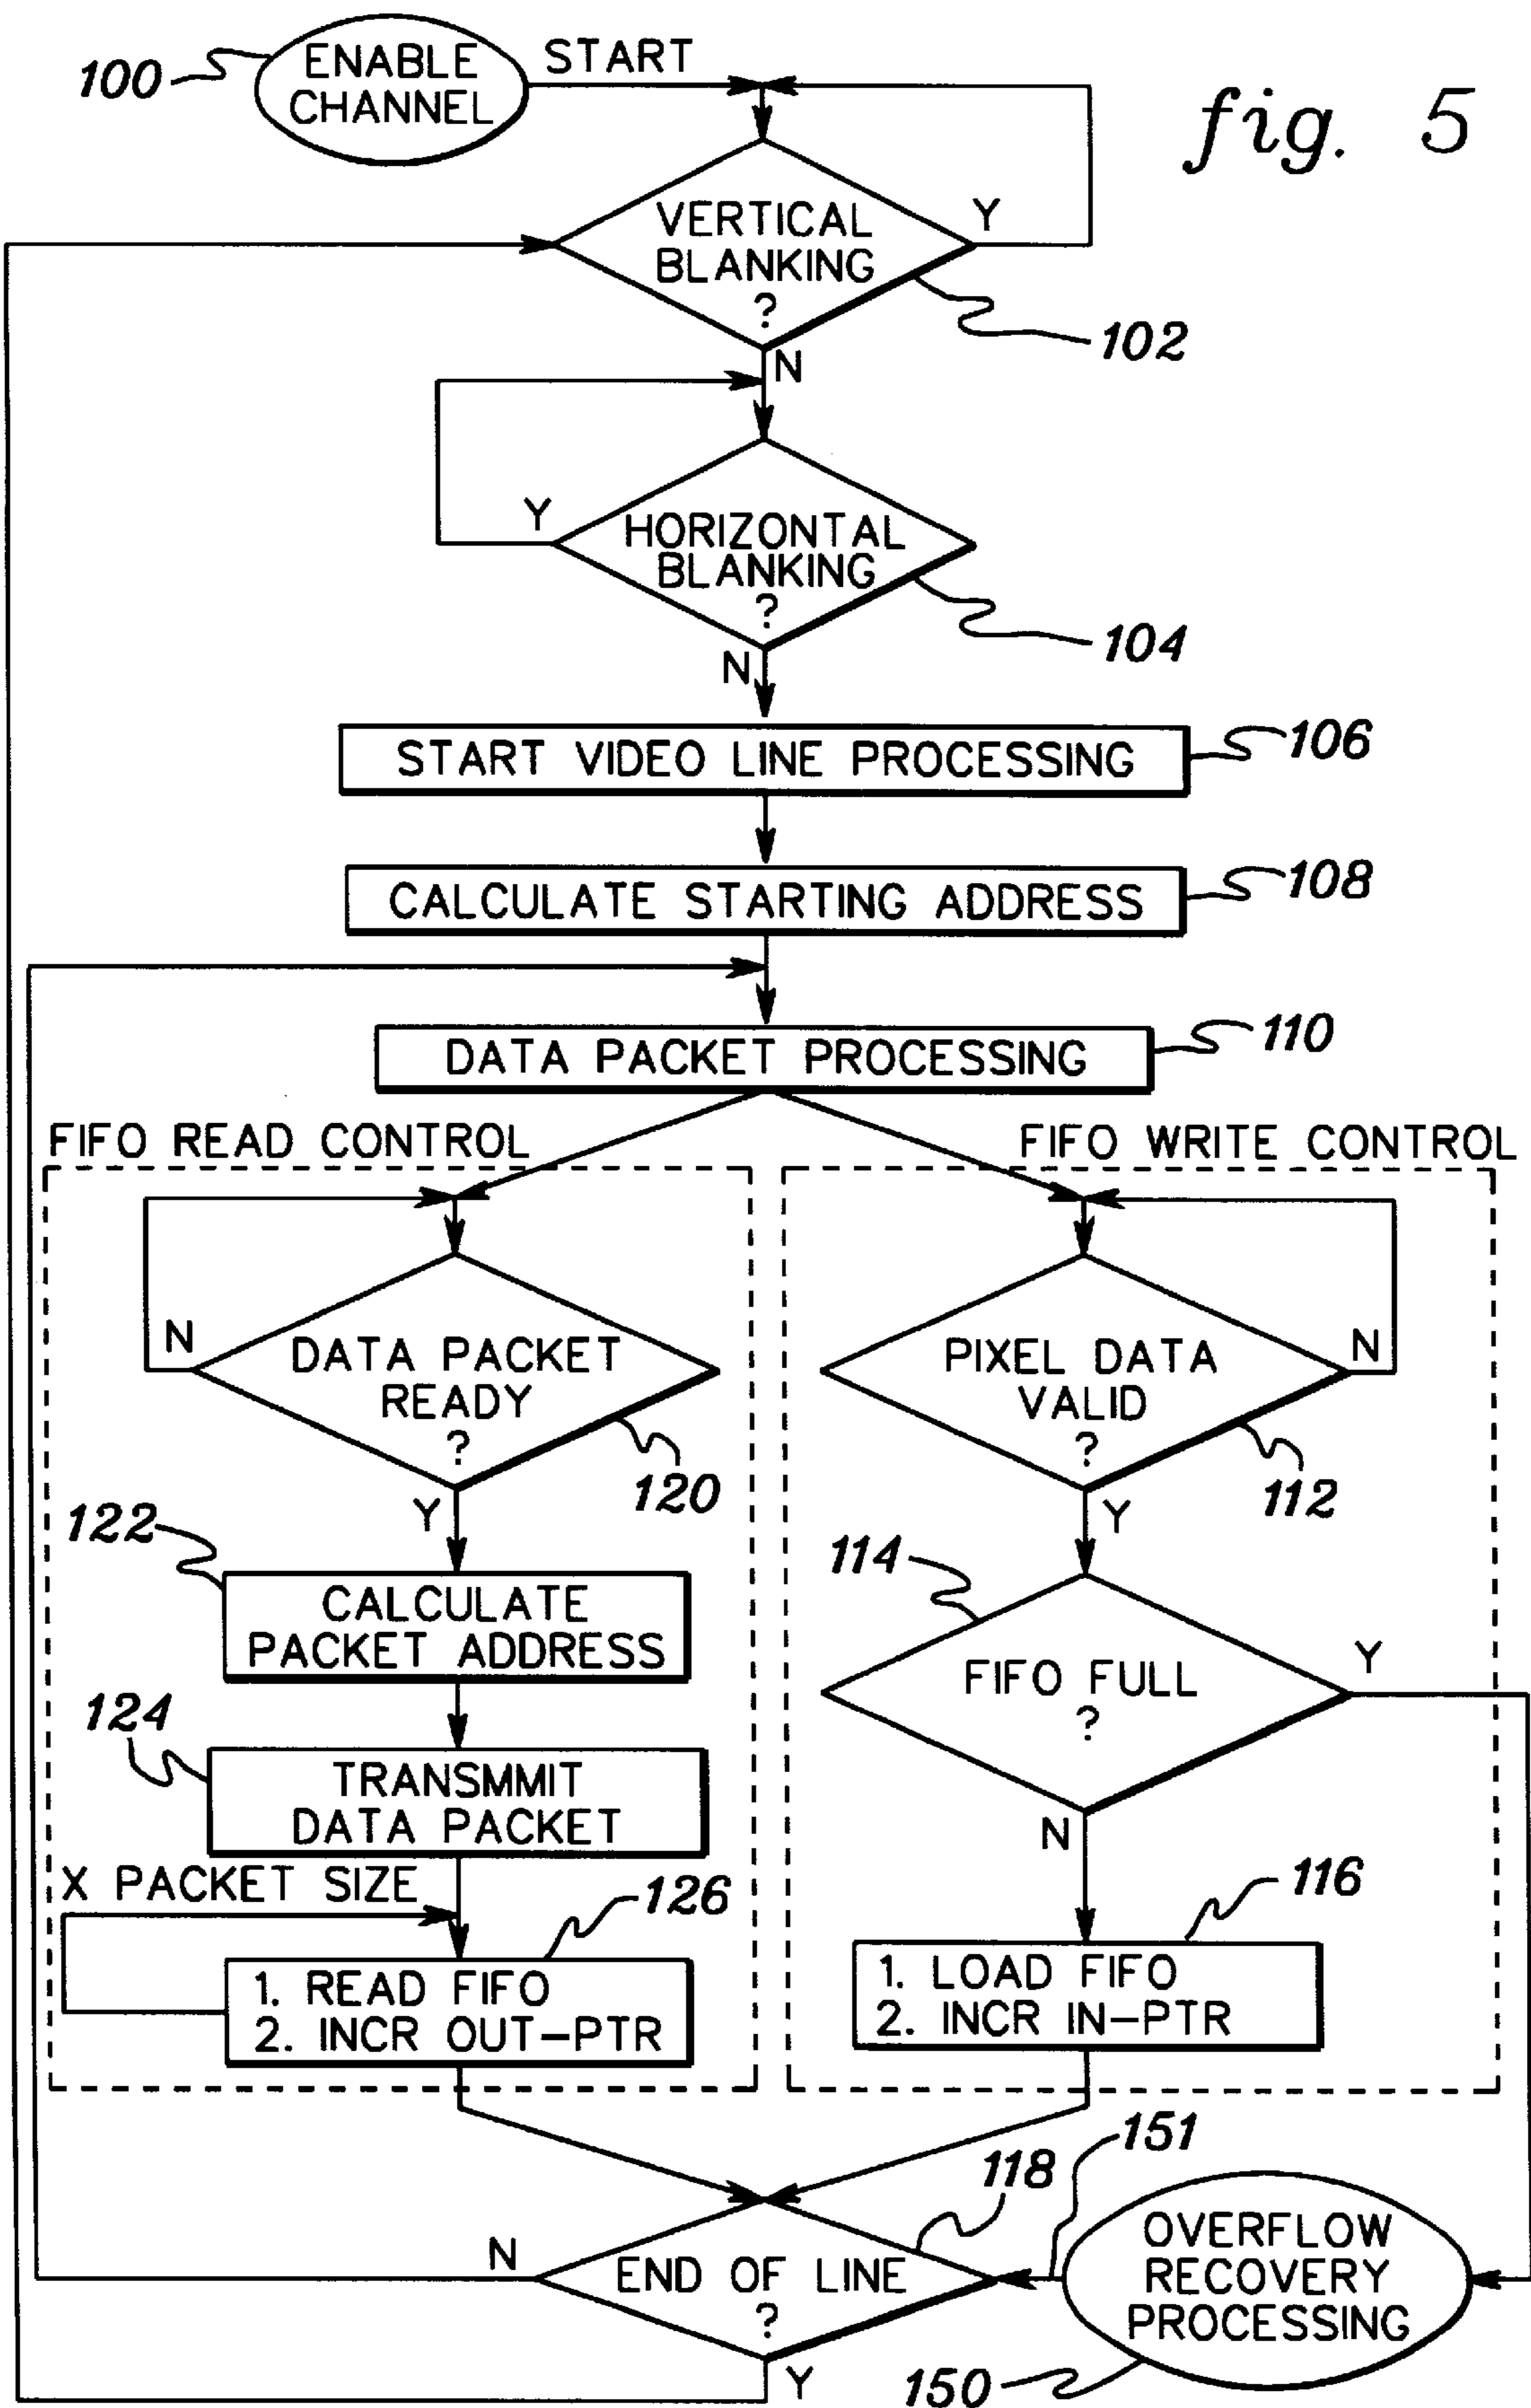 100
ENABLE
CHANNEL
START
fig. 5
VERTICAL
BLANKING
?
Y
102
N
Y
HORIZONTAL
BLANKING
?
104
N
START VIDEO LINE PROCESSING
106
CALCULATE STARTING ADDRESS
108
DATA PACKET PROCESSING
110
FIFO READ CONTROL
FIFO WRITE CONTROL
N
DATA PACKET
READY
?
120
Y
122
CALCULATE
PACKET ADDRESS
124
TRANSMMIT
DATA PACKET
X PACKET SIZE
126
1. READ FIFO
2. INCR OUT-PTR
PIXEL DATA
VALID
?
N
112
Y
114
FIFO FULL
?
Y
N
116
1. LOAD FIFO
2. INCR IN-PTR
151
118
N
END OF LINE
?
Y
OVERFLOW
RECOVERY
PROCESSING
150